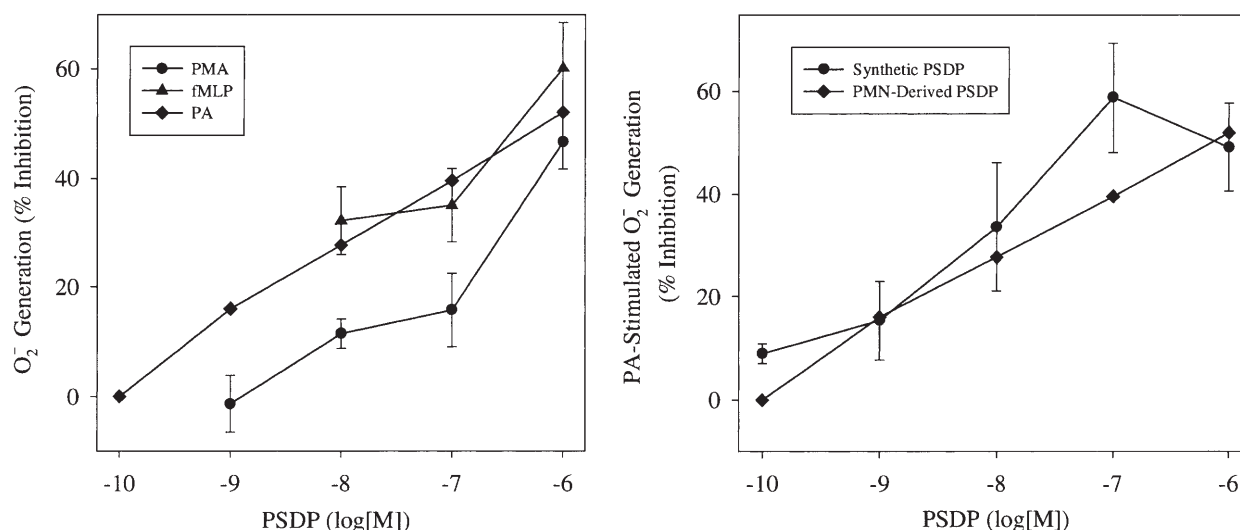 O₂⁻ Generation (% Inhibition)
60
40
20
0
PMA
fMLP
PA
-10 -9 -8 -7 -6
PSDP (log[M])
PA-Stimulated O₂⁻ Generation
(% Inhibition)
60
40
20
0
Synthetic PSDP
PMN-Derived PSDP
-10 -9 -8 -7 -6
PSDP (log[M])